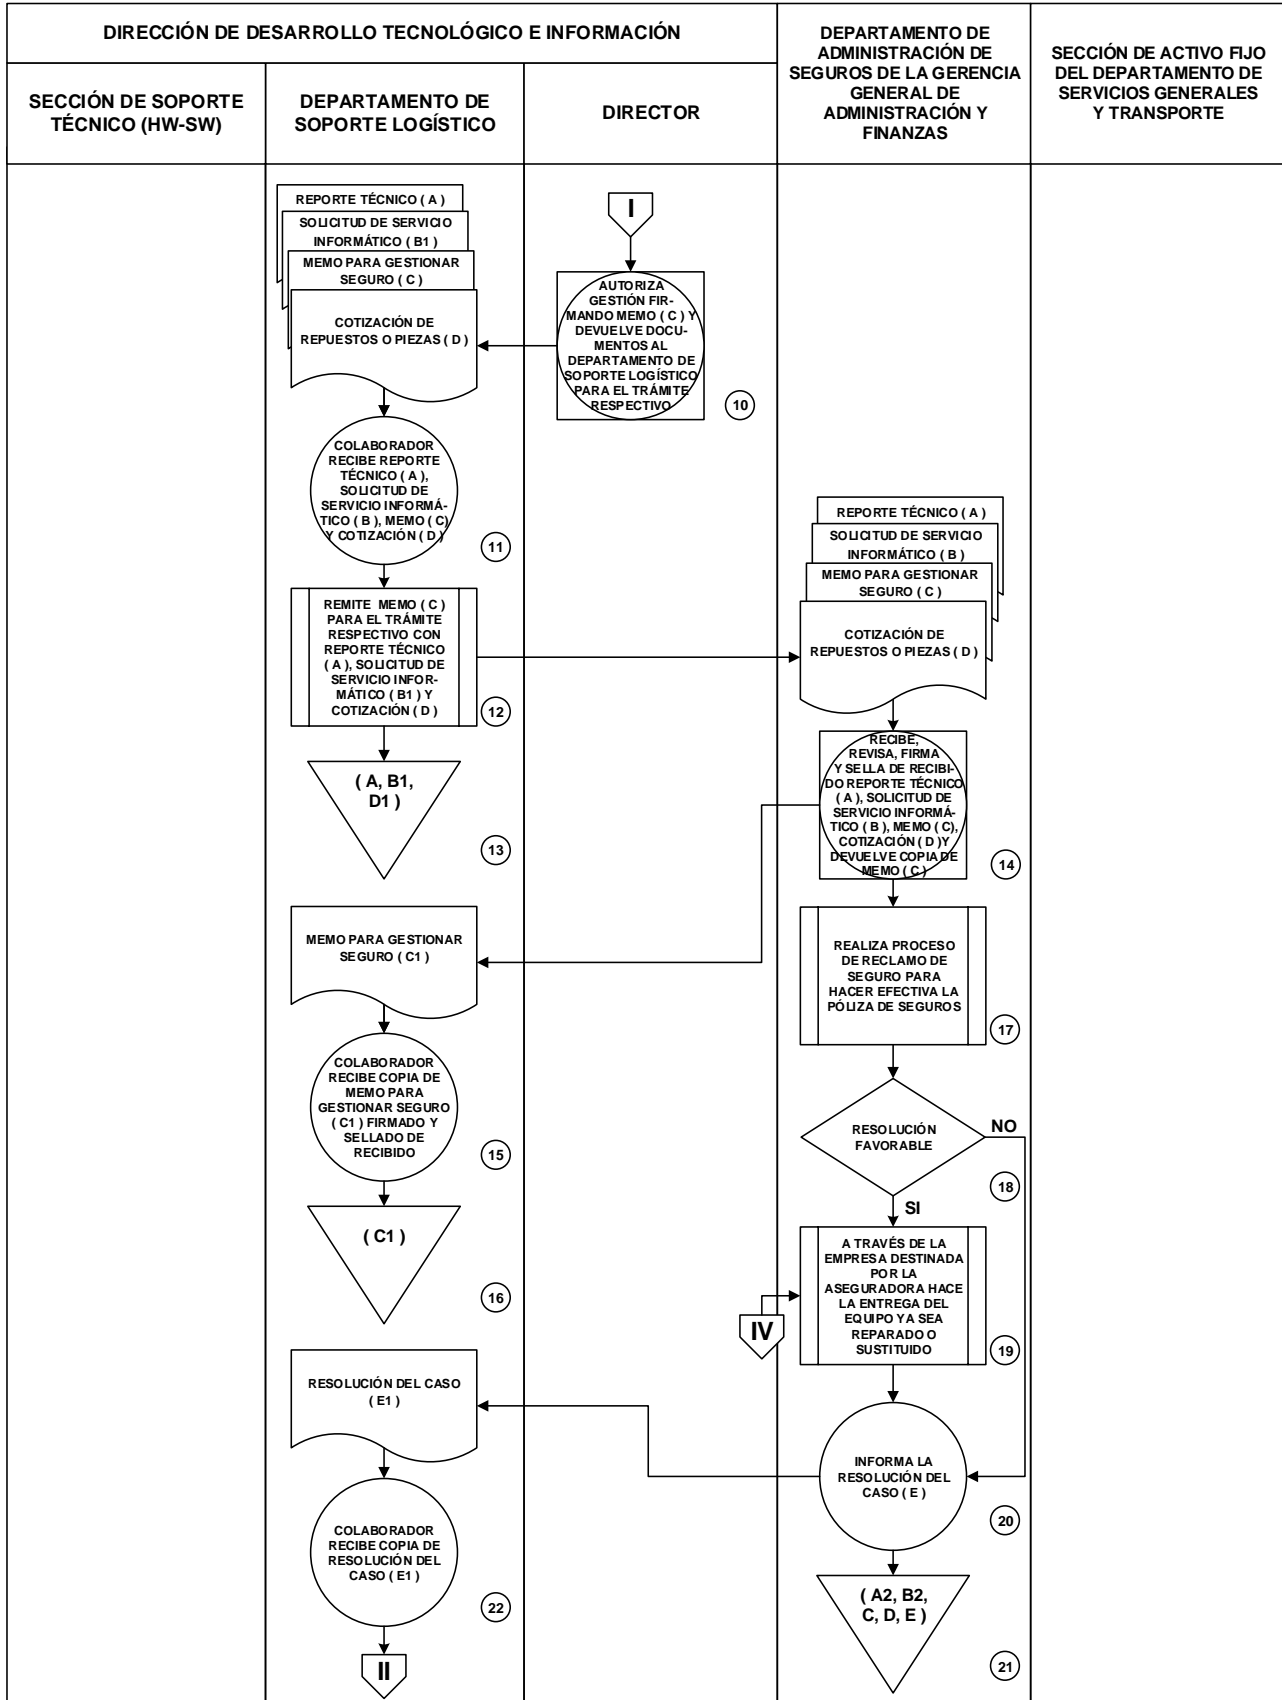 DIRECCIÓN DE DESARROLLO TECNOLÓGICO E INFORMACIÓN
DEPARTAMENTO DE
ADMINISTRACIÓN DE
SEGUROS DE LA GERENCIA
GENERAL DE
ADMINISTRACIÓN Y
FINANZAS
SECCIÓN DE ACTIVO FIJO
DEL DEPARTAMENTO DE
SERVICIOS GENERALES
Y TRANSPORTE
SECCIÓN DE SOPORTE
TÉCNICO (HW-SW)
DEPARTAMENTO DE
SOPORTE LOGÍSTICO
DIRECTOR
REPORTE TÉCNICO ( A )
SOLICITUD DE SERVICIO
INFORMÁTICO ( B1 )
MEMO PARA GESTIONAR
SEGURO ( C )
COTIZACIÓN DE
REPUESTOS O PIEZAS ( D )
I
AUTORIZA
GESTIÓN FIR-
MANDO MEMO ( C ) Y
DEVUELVE DOCU-
MENTOS AL
DEPARTAMENTO DE
SOPORTE LOGÍSTICO
PARA EL TRÁMITE
RESPECTIVO
10
COLABORADOR
RECIBE REPORTE
TÉCNICO ( A ),
SOLICITUD DE
SERVICIO INFORMÁ-
TICO ( B ), MEMO ( C)
Y COTIZACIÓN ( D )
11
REPORTE TÉCNICO ( A )
SOLICITUD DE SERVICIO
INFORMÁTICO ( B )
MEMO PARA GESTIONAR
SEGURO ( C )
COTIZACIÓN DE
REPUESTOS O PIEZAS ( D )
REMITE MEMO ( C )
PARA EL TRÁMITE
RESPECTIVO CON
REPORTE TÉCNICO
( A ), SOLICITUD DE
SERVICIO INFOR-
MÁTICO ( B1 ) Y
COTIZACIÓN ( D )
12
( A, B1,
D1 )
13
RECIBE,
REVISA, FIRMA
Y SELLA DE RECIBI-
DO REPORTE TÉCNICO
( A ), SOLICITUD DE
SERVICIO INFORMÁ-
TICO ( B ), MEMO ( C),
COTIZACIÓN ( D )Y
DEVUELVE COPIA DE
MEMO ( C )
14
MEMO PARA GESTIONAR
SEGURO ( C1 )
REALIZA PROCESO
DE RECLAMO DE
SEGURO PARA
HACER EFECTIVA LA
PÓLIZA DE SEGUROS
17
COLABORADOR
RECIBE COPIA DE
MEMO PARA
GESTIONAR SEGURO
( C1 ) FIRMADO Y
SELLADO DE
RECIBIDO
15
RESOLUCIÓN
FAVORABLE
NO
18
SI
( C1 )
16
A TRAVÉS DE LA
EMPRESA DESTINADA
POR LA
ASEGURADORA HACE
LA ENTREGA DEL
EQUIPO YA SEA
REPARADO O
SUSTITUIDO
19
IV
RESOLUCIÓN DEL CASO
( E1 )
INFORMA LA
RESOLUCIÓN DEL
CASO ( E )
20
COLABORADOR
RECIBE COPIA DE
RESOLUCIÓN DEL
CASO ( E1 )
22
( A2, B2,
C, D, E )
21
II